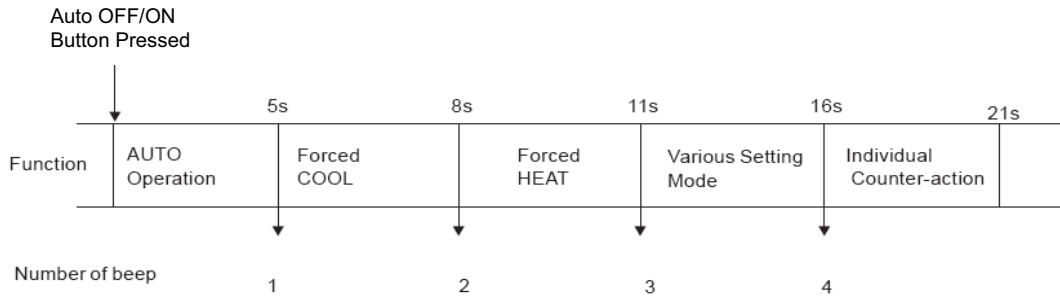 Auto OFF/ON
Button Pressed
5s 8s 11s 16s 21s
Function
AUTO
Operation
Forced
COOL
Forced
HEAT
Various Setting
Mode
Individual
Counter-action
Number of beep 1 2 3 4